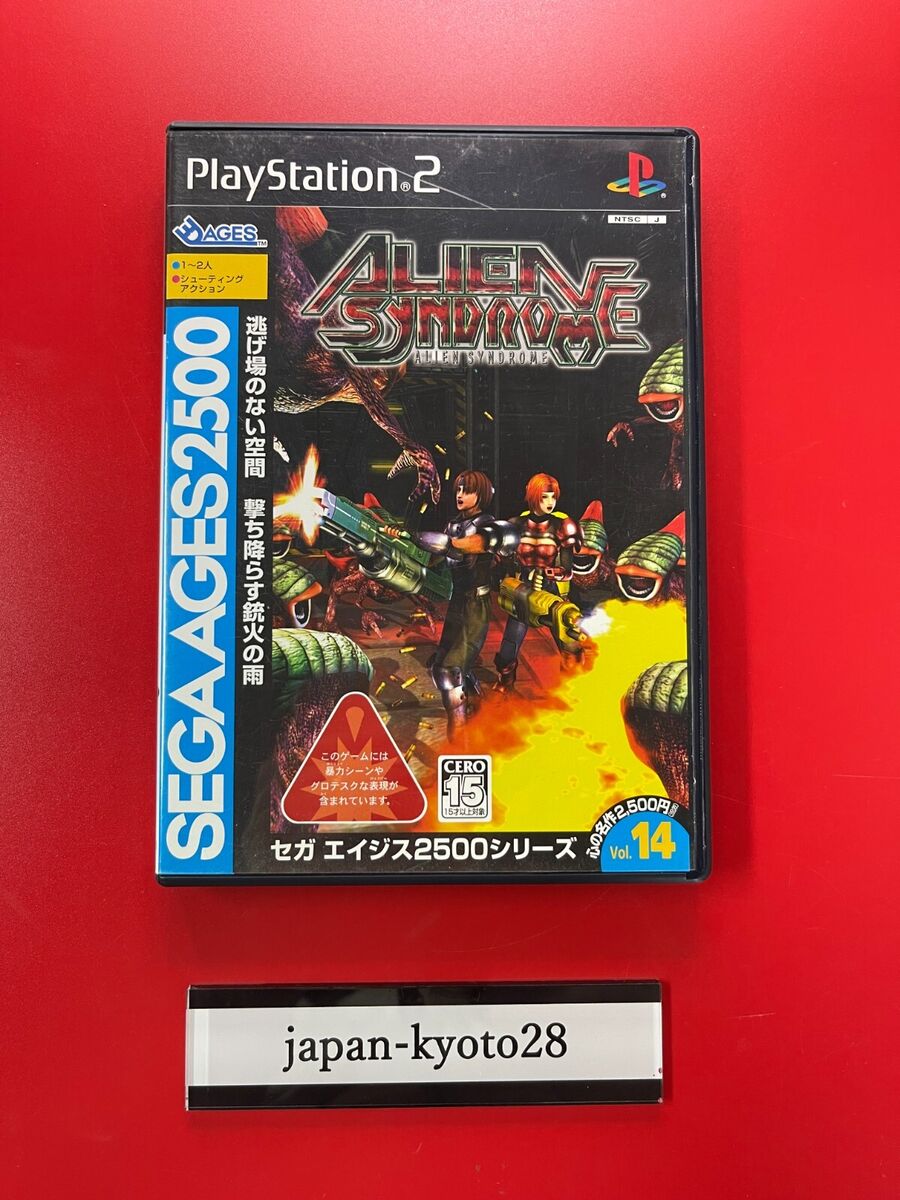 PlayStation®2
NTSC J
3D AGES™
1～2人
シューティング
アクション
ALIEN
SYNDROME
ALIEN SYNDROME
SEGA AGES 2500
逃げ場のない空間 撃ち降らす銃火の雨
このゲームには
暴力シーンや
グロテスクな表現が
含まれています。
CERO
15
15才以上対象
セガ エイジス2500シリーズ
心の名作2,500円
Vol. 14
japan-kyoto28